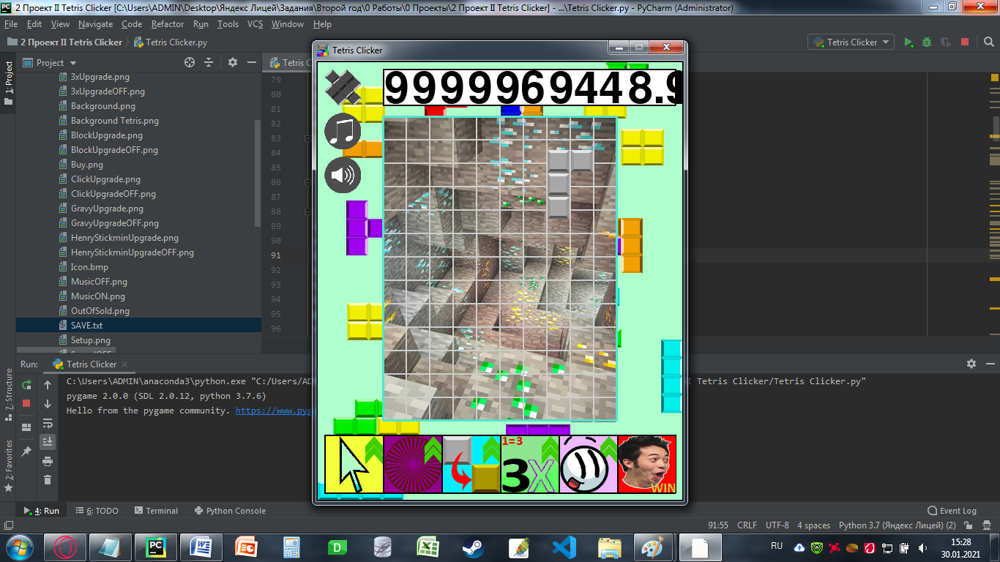 2 Проект II Tetris Clicker [C:\Users\ADMIN\Desktop\Яндекс Лицей\Задания\Второй год\0 Работы\0 Проекты\2 Проект II Tetris Clicker] - ...\Tetris Clicker.py - PyCharm (Administrator)
File Edit View Navigate Code Refactor Run Tools VCS Window Help
2 Проект II Tetris Clicker Tetris Clicker.py
Tetris Clicker
Tetris Clicker
1: Project
Project
Tetris C
3xUpgrade.png
3xUpgradeOFF.png
Background.png
Background Tetris.png
BlockUpgrade.png
BlockUpgradeOFF.png
Buy.png
ClickUpgrade.png
ClickUpgradeOFF.png
GravyUpgrade.png
GravyUpgradeOFF.png
HenryStickminUpgrade.png
HenryStickminUpgradeOFF.png
Icon.bmp
MusicOFF.png
MusicON.png
OutOfSold.png
SAVE.txt
Setup.png
79
80
81
82
83
84
85
86
87
88
89
90
91
92
93
94
95
96
9999969448.9
1=3
3X
WIN
Run: Tetris Clicker
C:\Users\ADMIN\anaconda3\python.exe "C:/Users/AD
I Tetris Clicker/Tetris Clicker.py"
pygame 2.0.0 (SDL 2.0.12, python 3.7.6)
Hello from the pygame community. https://www.pyg
7: Structure
2: Favorites
4: Run 6: TODO Terminal Python Console Event Log
91:55 CRLF UTF-8 4 spaces Python 3.7 (Яндекс Лицей) (2)
RU
15:28
30.01.2021